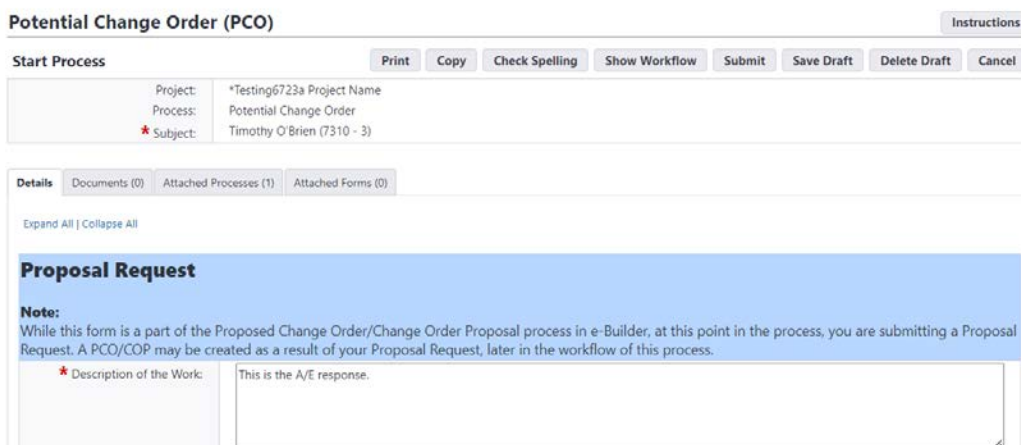 Potential Change Order (PCO)
Instructions
Start Process
Print Copy Check Spelling Show Workflow Submit Save Draft Delete Draft Cancel
Project: *Testing6723a Project Name
Process: Potential Change Order
* Subject: Timothy O'Brien (7310 - 3)
Details Documents (0) Attached Processes (1) Attached Forms (0)
Expand All | Collapse All
Proposal Request
Note:
While this form is a part of the Proposed Change Order/Change Order Proposal process in e-Builder, at this point in the process, you are submitting a Proposal
Request. A PCO/COP may be created as a result of your Proposal Request, later in the workflow of this process.
* Description of the Work: This is the A/E response.